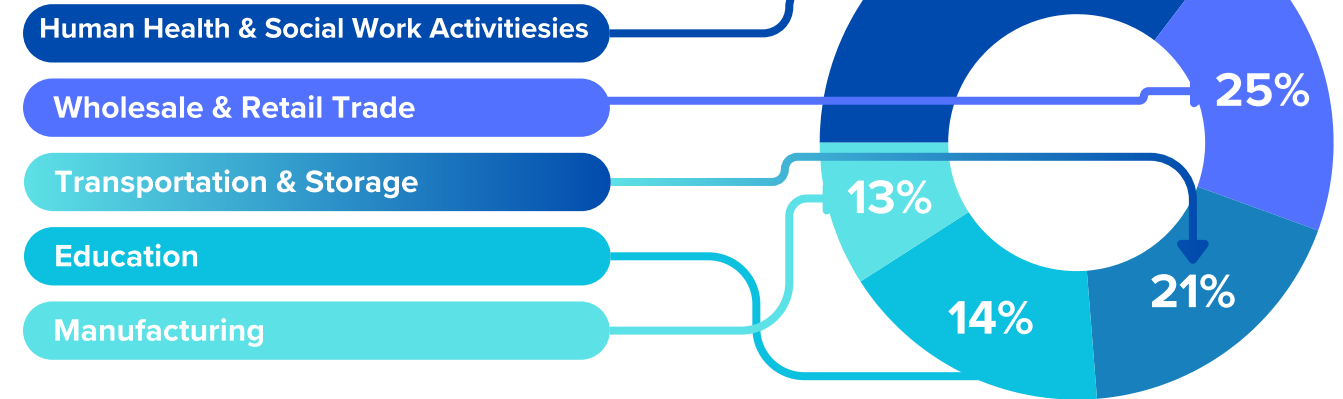 Human Health & Social Work Activitiesies
Wholesale & Retail Trade
25%
Transportation & Storage
13%
Education
21%
14%
Manufacturing